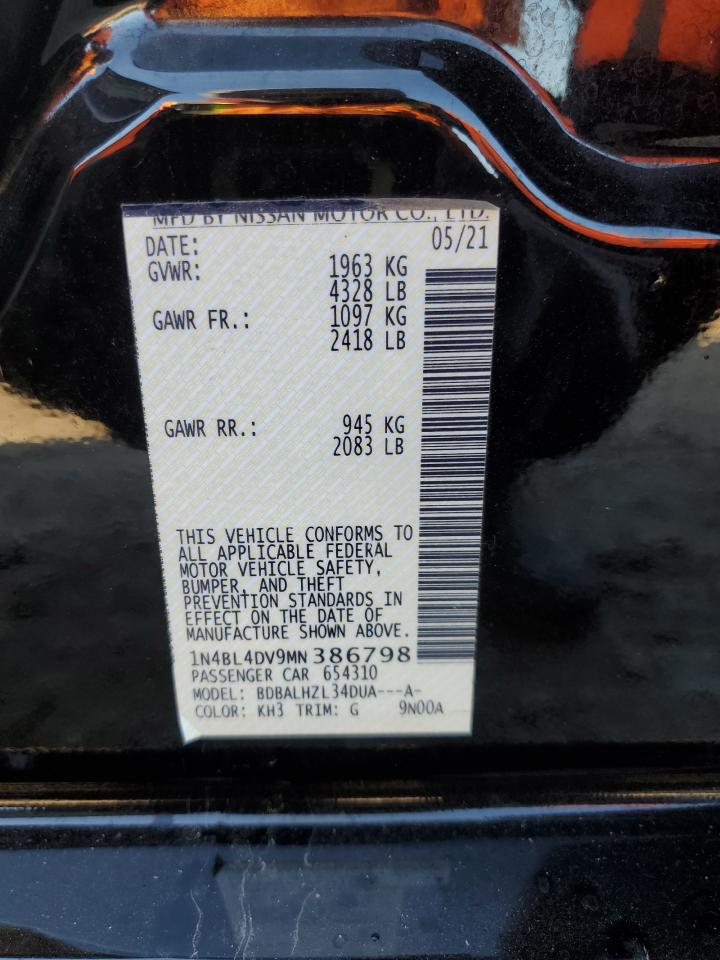 MFD BY NISSAN MOTOR CO., LTD.
DATE: 05/21
GVWR: 1963 KG
4328 LB
GAWR FR.: 1097 KG
2418 LB
GAWR RR.: 945 KG
2083 LB
THIS VEHICLE CONFORMS TO
ALL APPLICABLE FEDERAL
MOTOR VEHICLE SAFETY,
BUMPER, AND THEFT
PREVENTION STANDARDS IN
EFFECT ON THE DATE OF
MANUFACTURE SHOWN ABOVE.
1N4BL4DV9MN386798
PASSENGER CAR 654310
MODEL: BDBALHZL34DUA---A-
COLOR: KH3 TRIM: G 9N00A